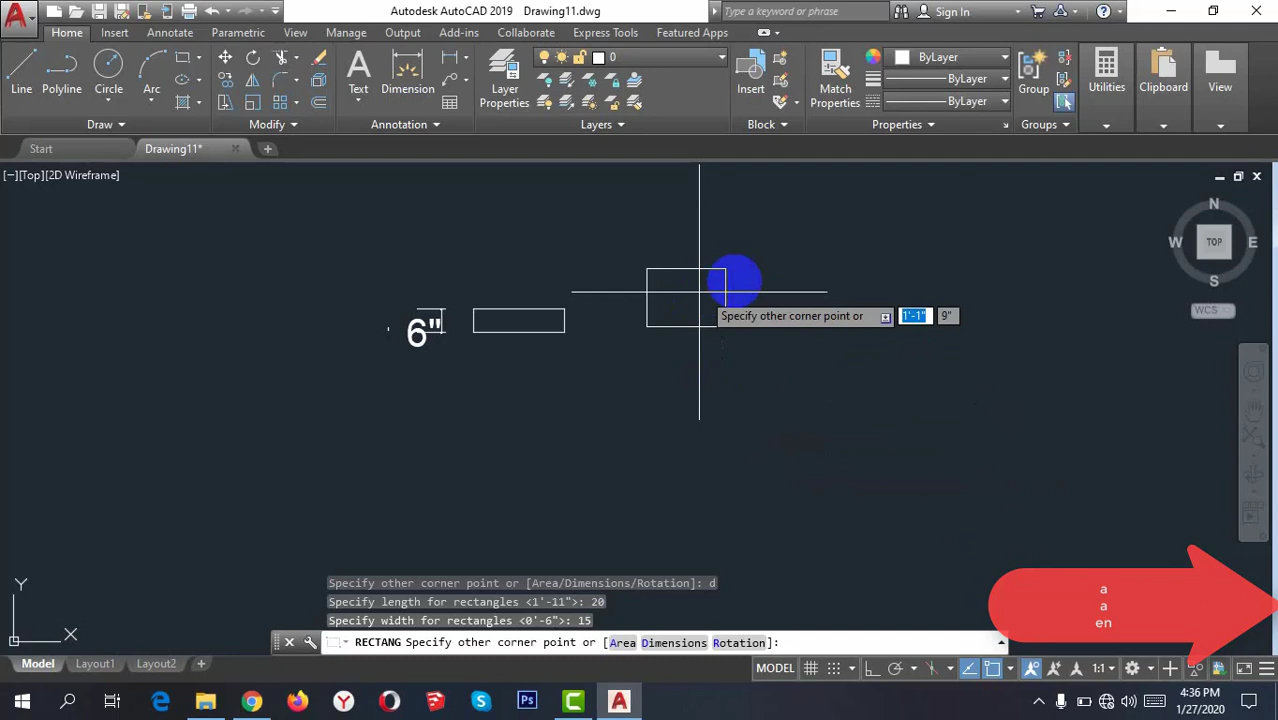 Autodesk AutoCAD 2019 Drawing11.dwg
Type a keyword or phrase
Sign In
Home Insert Annotate Parametric View Manage Output Add-ins Collaborate Express Tools Featured Apps
Line Polyline Circle Arc
Text Dimension
Layer Properties
0
Insert
Match Properties
ByLayer
ByLayer
ByLayer
Group
Utilities
Clipboard
View
Draw Modify Annotation Layers Block Properties Groups
Start Drawing11*
[−][Top][2D Wireframe]
N
W TOP E
S
WCS
6"
Specify other corner point or 1'-1" 9"
Y
X
a
a
en
Specify other corner point or [Area/Dimensions/Rotation]: d
Specify length for rectangles <1'-11">: 20
Specify width for rectangles <0'-6">: 15
RECTANG Specify other corner point or [Area Dimensions Rotation]:
Model Layout1 Layout2
MODEL 1:1
4:36 PM
1/27/2020